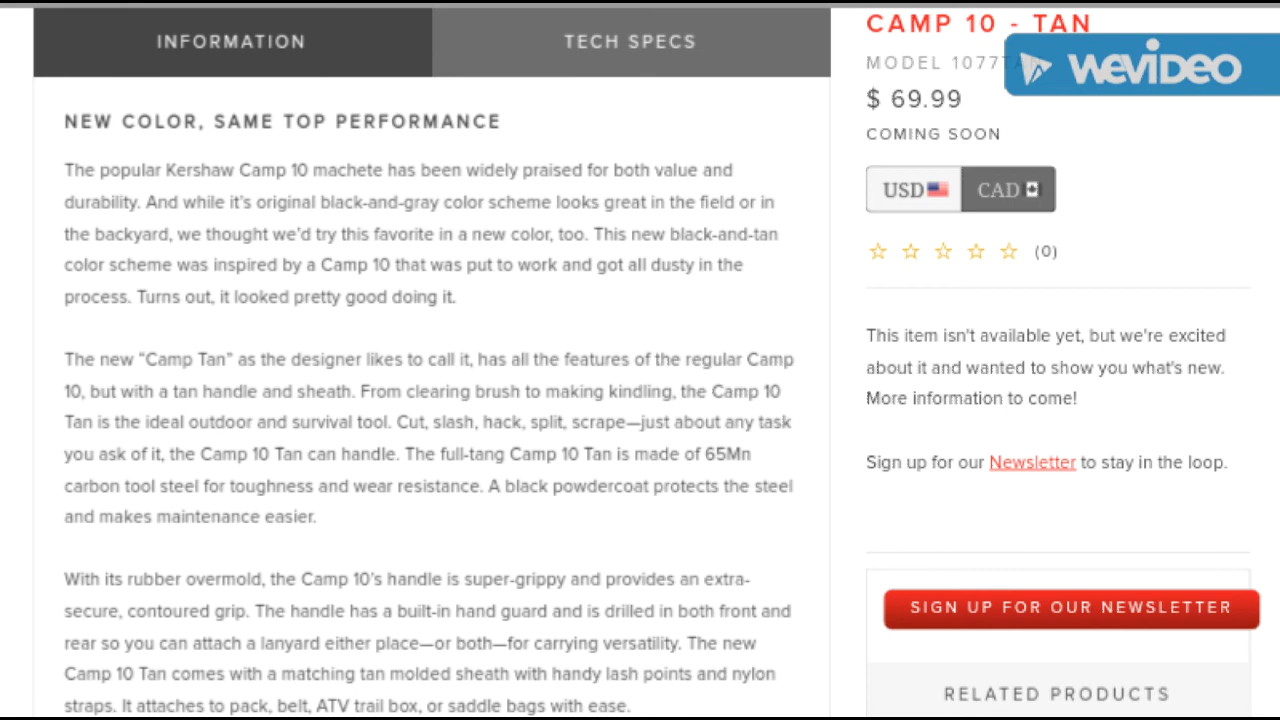 INFORMATION
TECH SPECS
NEW COLOR, SAME TOP PERFORMANCE
The popular Kershaw Camp 10 machete has been widely praised for both value and
durability. And while it's original black-and-gray color scheme looks great in the field or in
the backyard, we thought we'd try this favorite in a new color, too. This new black-and-tan
color scheme was inspired by a Camp 10 that was put to work and got all dusty in the
process. Turns out, it looked pretty good doing it.
The new “Camp Tan” as the designer likes to call it, has all the features of the regular Camp
10, but with a tan handle and sheath. From clearing brush to making kindling, the Camp 10
Tan is the ideal outdoor and survival tool. Cut, slash, hack, split, scrape—just about any task
you ask of it, the Camp 10 Tan can handle. The full-tang Camp 10 Tan is made of 65Mn
carbon tool steel for toughness and wear resistance. A black powdercoat protects the steel
and makes maintenance easier.
With its rubber overmold, the Camp 10's handle is super-grippy and provides an extra-
secure, contoured grip. The handle has a built-in hand guard and is drilled in both front and
rear so you can attach a lanyard either place—or both—for carrying versatility. The new
Camp 10 Tan comes with a matching tan molded sheath with handy lash points and nylon
straps. It attaches to pack, belt, ATV trail box, or saddle bags with ease.
CAMP 10 - TAN
MODEL 1077TAN
WEVIDEO
$ 69.99
COMING SOON
USD CAD
(0)
This item isn't available yet, but we're excited
about it and wanted to show you what's new.
More information to come!
Sign up for our Newsletter to stay in the loop.
SIGN UP FOR OUR NEWSLETTER
RELATED PRODUCTS